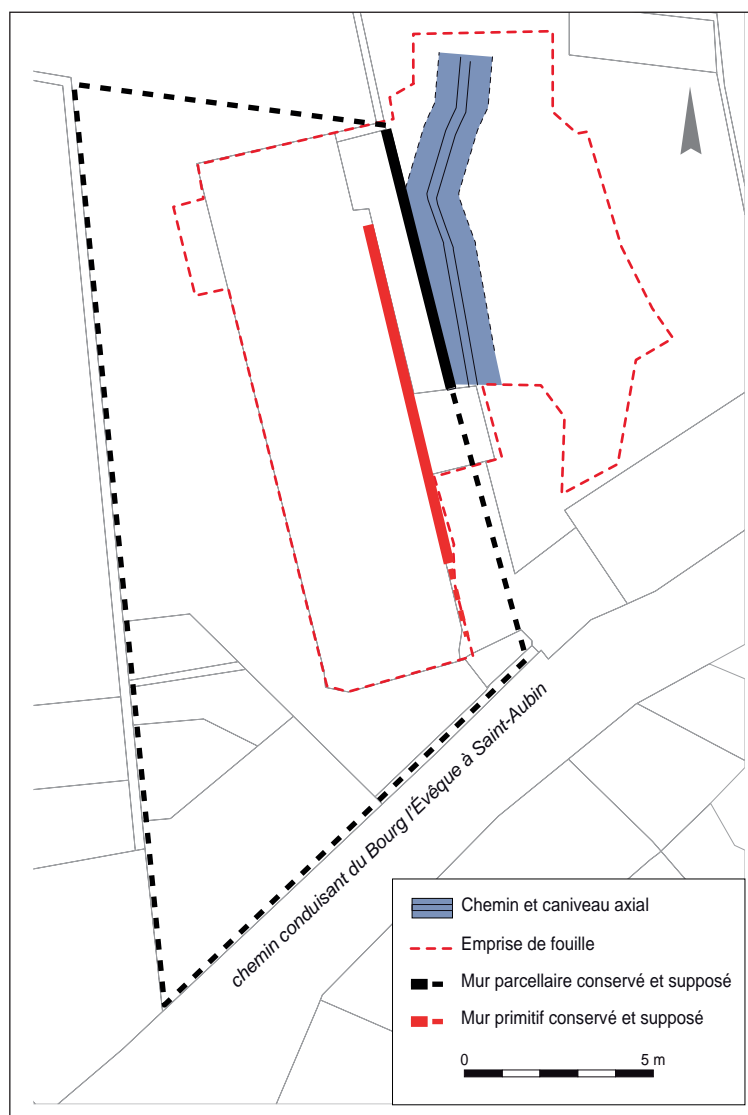 chemin conduisant du Bourg l'Évêque à Saint-Aubin
Chemin et caniveau axial
Emprise de fouille
Mur parcellaire conservé et supposé
Mur primitif conservé et supposé
0 5 m